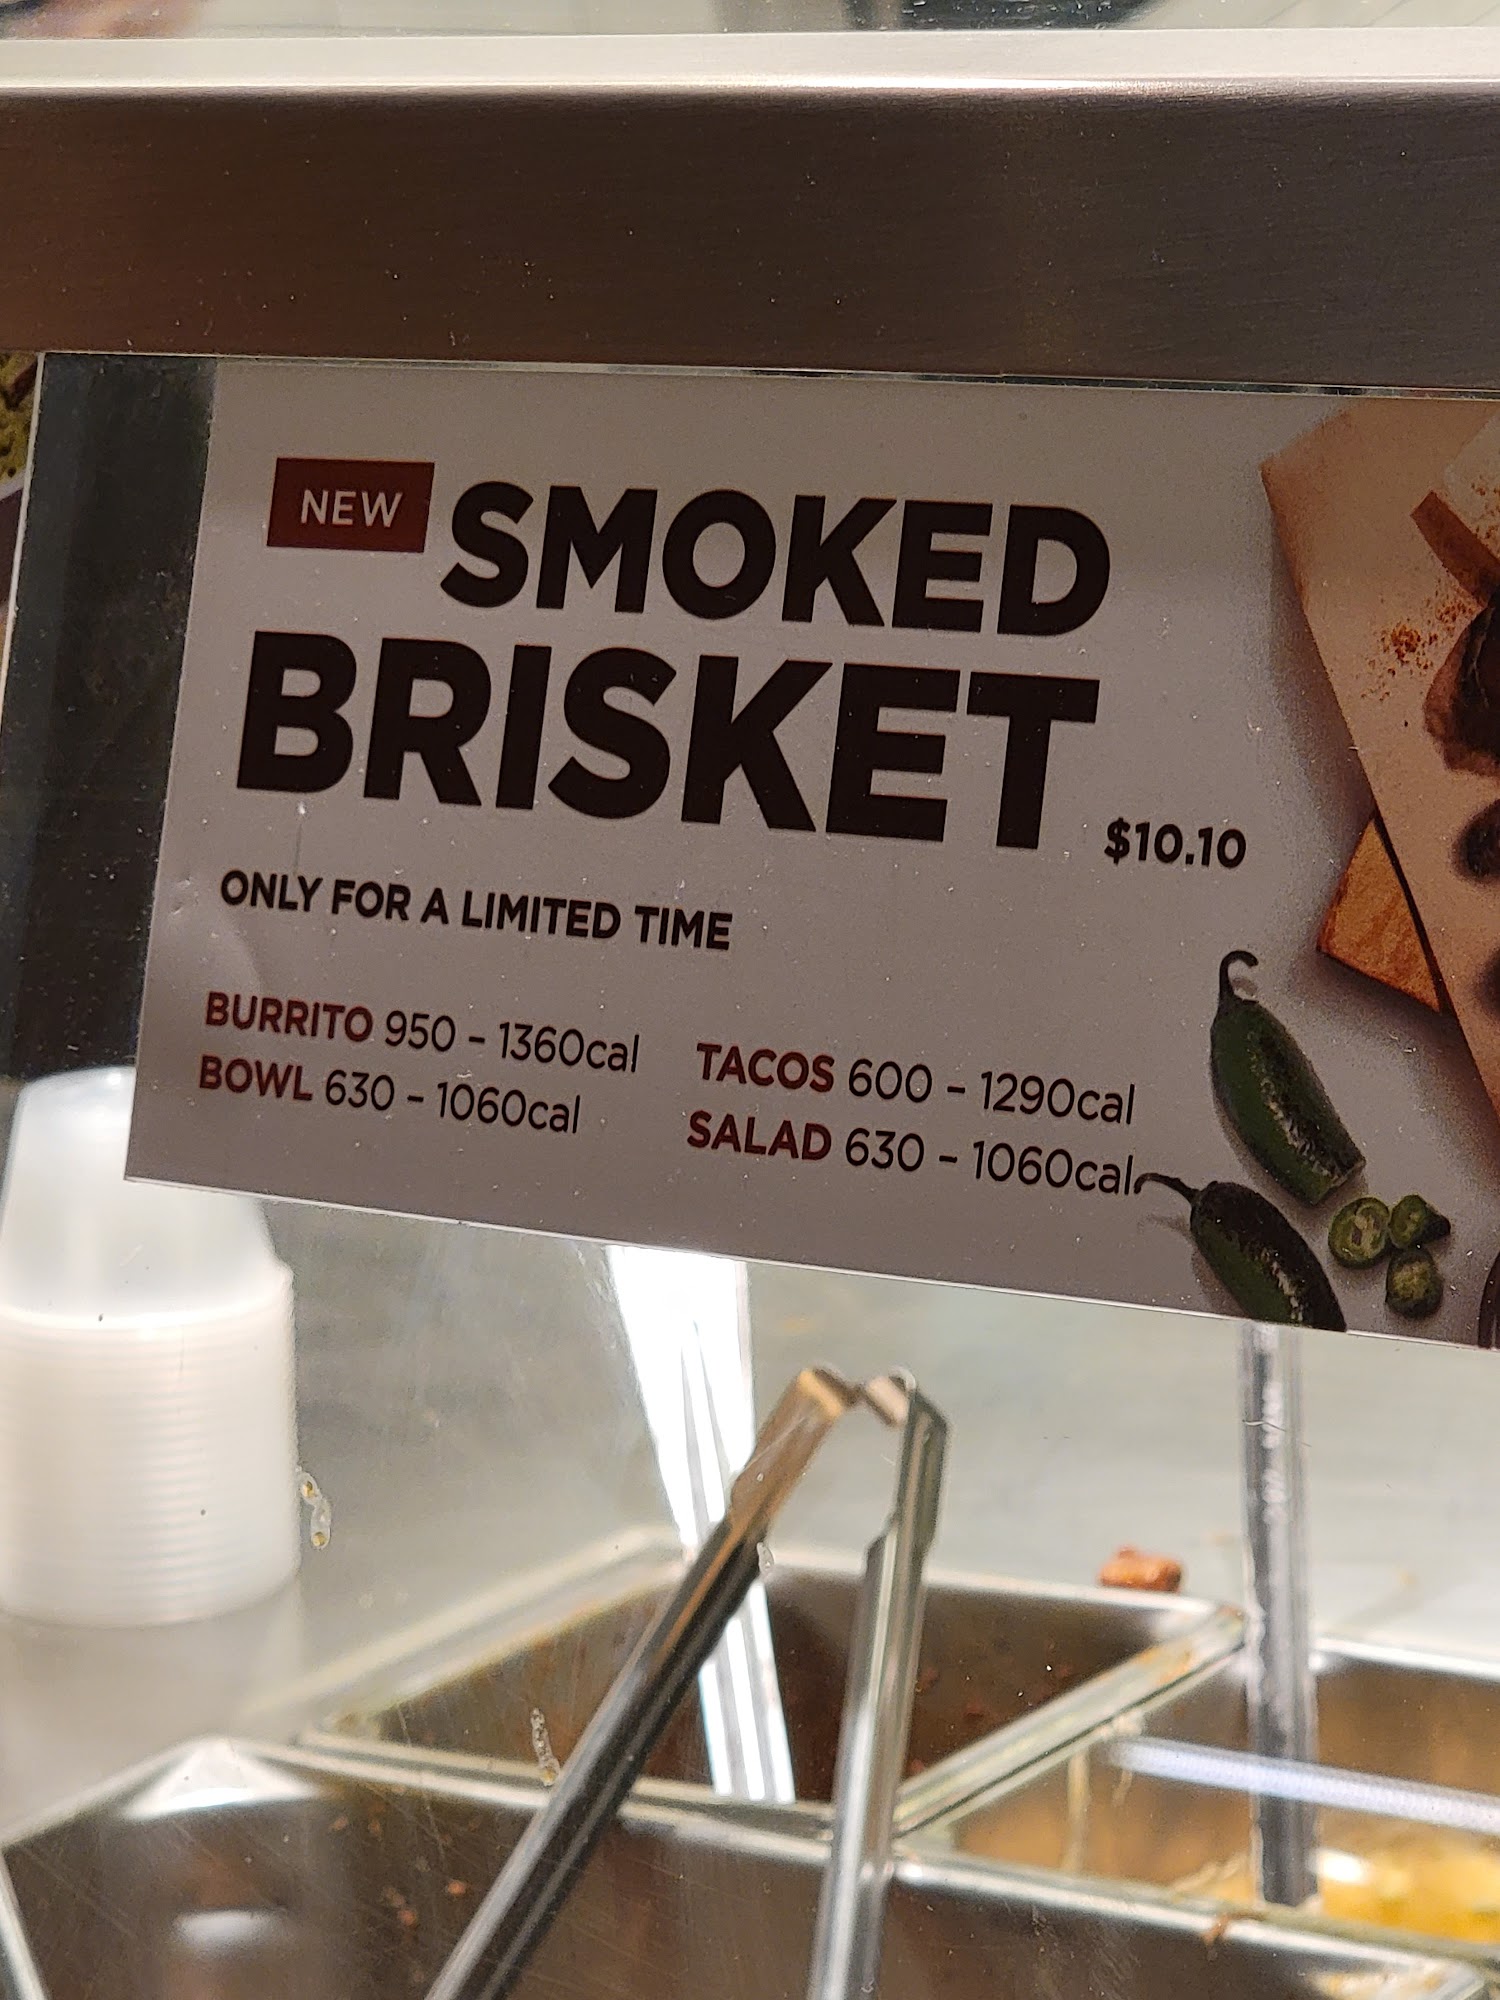 NEW SMOKED
BRISKET $10.10
ONLY FOR A LIMITED TIME
BURRITO 950 - 1360cal
BOWL 630 - 1060cal
TACOS 600 - 1290cal
SALAD 630 - 1060cal